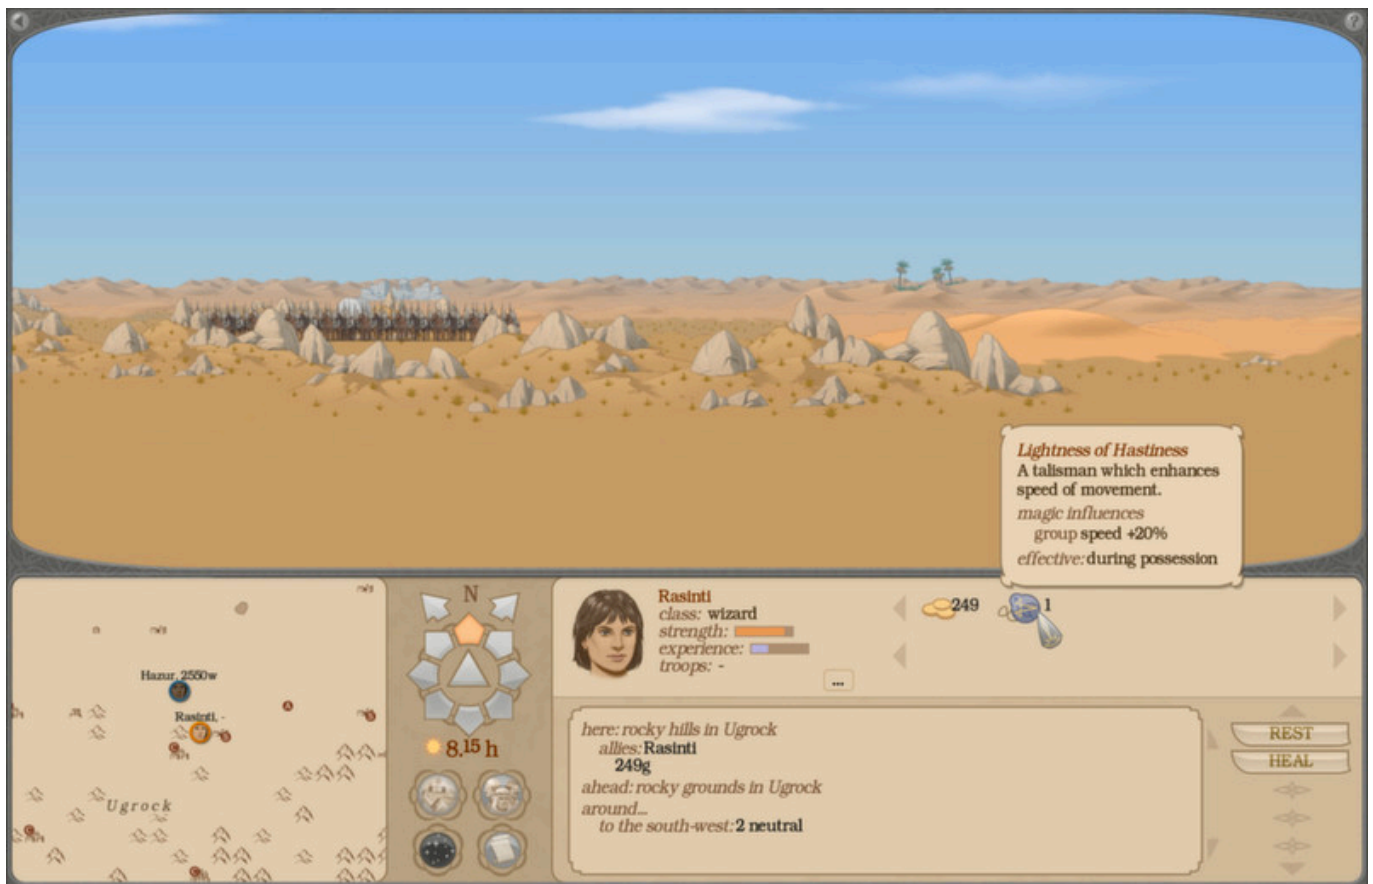 ?
Lightness of Hastiness
A talisman which enhances
speed of movement.
magic influences
group speed +20%
effective: during possession
Hazur, 2550w
Rasinti, -
A
Ugrock
N
8.15 h
Rasinti
class: wizard
strength:
experience:
troops: -
...
249
1
here: rocky hills in Ugrock
allies: Rasinti
249g
ahead: rocky grounds in Ugrock
around...
to the south-west: 2 neutral
REST
HEAL